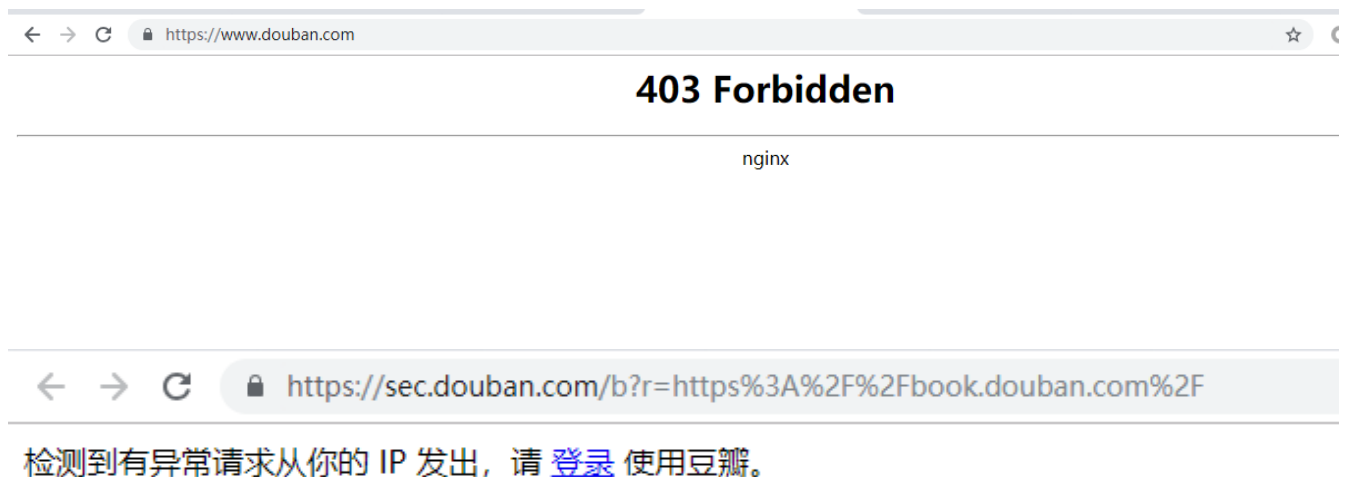 https://www.douban.com
403 Forbidden
nginx
https://sec.douban.com/b?r=https%3A%2F%2Fbook.douban.com%2F
检测到有异常请求从你的 IP 发出，请 登录 使用豆瓣。